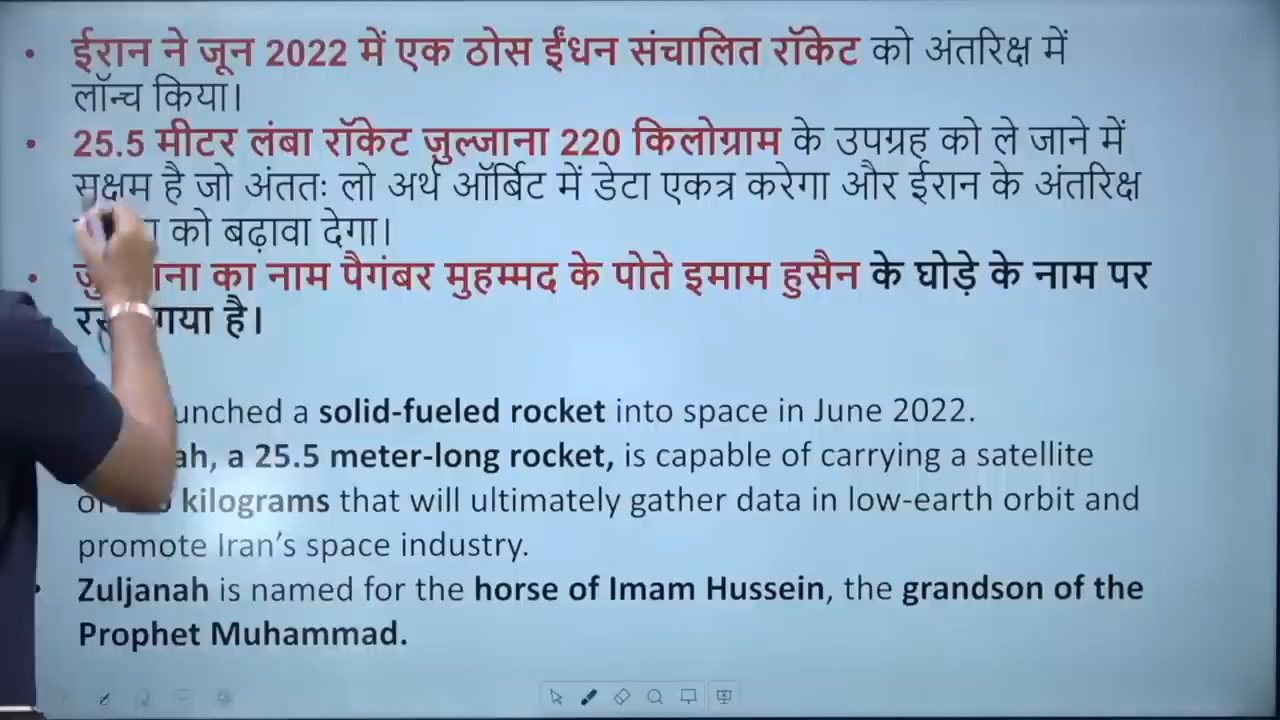 ईरान ने जून 2022 में एक ठोस ईंधन संचालित रॉकेट को अंतरिक्ष में
लॉन्च किया।
25.5 मीटर लंबा रॉकेट ज़ुल्जाना 220 किलोग्राम के उपग्रह को ले जाने में
सक्षम है जो अंततः लो अर्थ ऑर्बिट में डेटा एकत्र करेगा और ईरान के अंतरिक्ष
को बढ़ावा देगा।
का नाम पैगंबर मुहम्मद के पोते इमाम हुसैन के घोड़े के नाम पर
गया है।
a solid-fueled rocket into space in June 2022.
a 25.5 meter-long rocket, is capable of carrying a satellite
kilograms that will ultimately gather data in low-earth orbit and
promote Iran's space industry.
Zuljanah is named for the horse of Imam Hussein, the grandson of the
Prophet Muhammad.